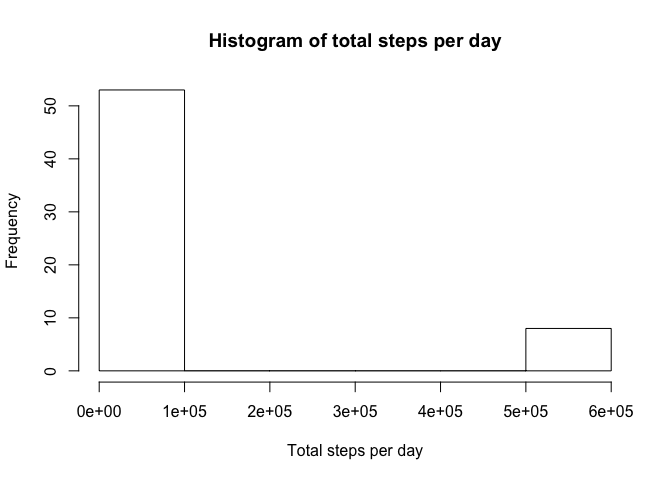 Histogram of total steps per day
Frequency
50
40
30
20
10
0
0e+00 1e+05 2e+05 3e+05 4e+05 5e+05 6e+05
Total steps per day